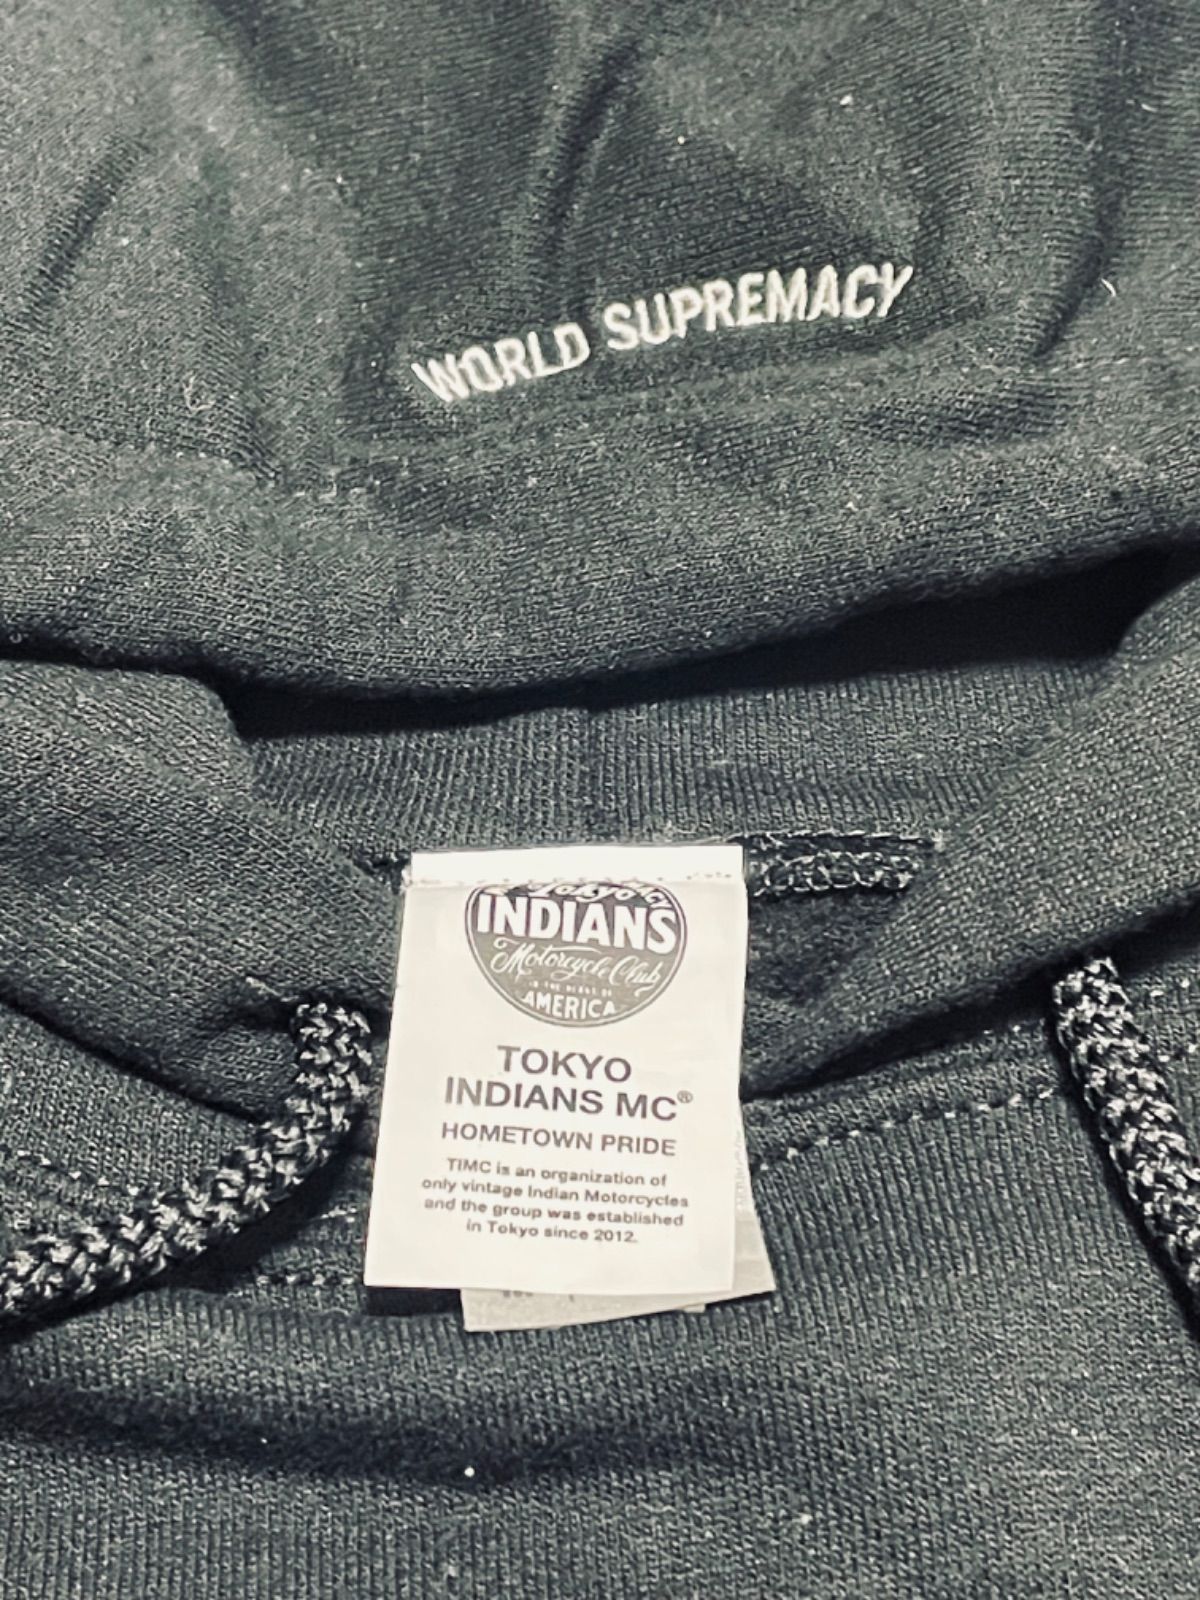 WORLD SUPREMACY
Tokyo
INDIANS
Motorcycle Club
AMERICA
TOKYO
INDIANS MC®
HOMETOWN PRIDE
TIMC is an organization of
only vintage Indian Motorcycles
and the group was established
in Tokyo since 2012.